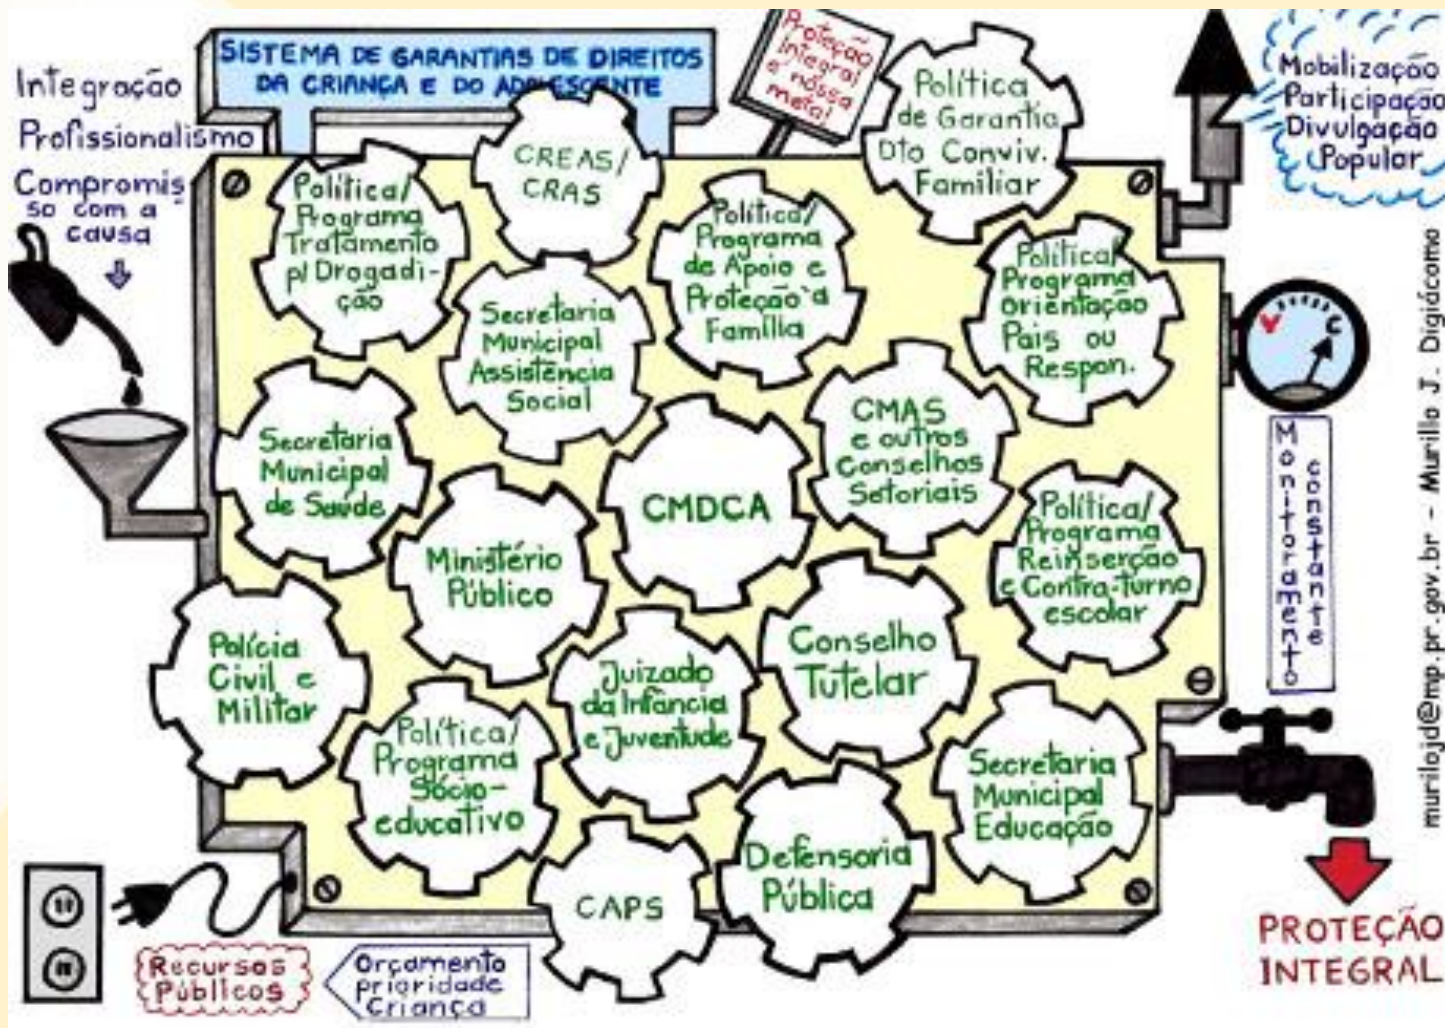 SISTEMA DE GARANTIAS DE DIREITOS
DA CRIANÇA E DO ADOLESCENTE
Integração
Profissionalismo
Compromis
so com a
causa
Proteção
Integral
é nossa
meta!
Política
de Garantia
Dto Conviv.
Familiar
Mobilização
Participação
Divulgação
Popular
CREAS/
CRAS
Política/
Programa
Tratamento
p/ Drogadi-
ção
Política/
Programa
de Apoio e
Proteção à
Família
Política/
Programa
Orientação
Pais ou
Respon.
Secretaria
Municipal
Assistência
Social
CMAS
e outros
Conselhos
Setoriais
Secretaria
Municipal
de Saúde
CMDCA
Política/
Programa
Reinserção
e Contra-turno
escolar
Ministério
Público
Conselho
Tutelar
Polícia
Civil e
Militar
Juizado
da Infância
e Juventude
Política/
Programa
Sócio-
educativo
Secretaria
Municipal
Educação
Defensoria
Pública
CAPS
V C
Monitoramento
constante
murilojd@mp.pr.gov.br - Murillo J. Digiácomo
PROTEÇÃO
INTEGRAL
Recursos
Públicos
Orçamento
prioridade
Criança